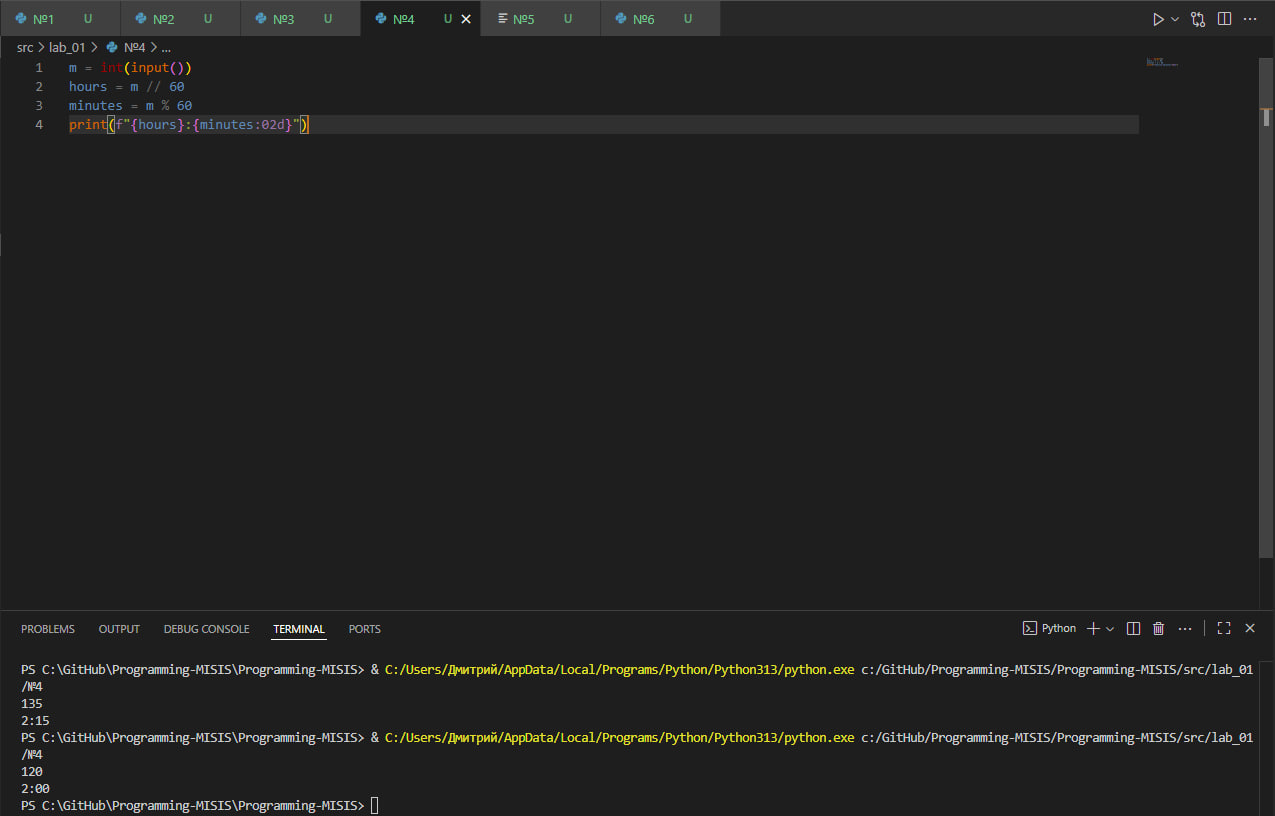 №1 U №2 U №3 U №4 U №5 U №6 U
src > lab_01 > №4 > ...
1 m = int(input())
2 hours = m // 60
3 minutes = m % 60
4 print(f"{hours}:{minutes:02d}")
PROBLEMS OUTPUT DEBUG CONSOLE TERMINAL PORTS Python
PS C:\GitHub\Programming-MISIS\Programming-MISIS> & C:/Users/Дмитрий/AppData/Local/Programs/Python/Python313/python.exe c:/GitHub/Programming-MISIS/Programming-MISIS/src/lab_01
/№4
135
2:15
PS C:\GitHub\Programming-MISIS\Programming-MISIS> & C:/Users/Дмитрий/AppData/Local/Programs/Python/Python313/python.exe c:/GitHub/Programming-MISIS/Programming-MISIS/src/lab_01
/№4
120
2:00
PS C:\GitHub\Programming-MISIS\Programming-MISIS>